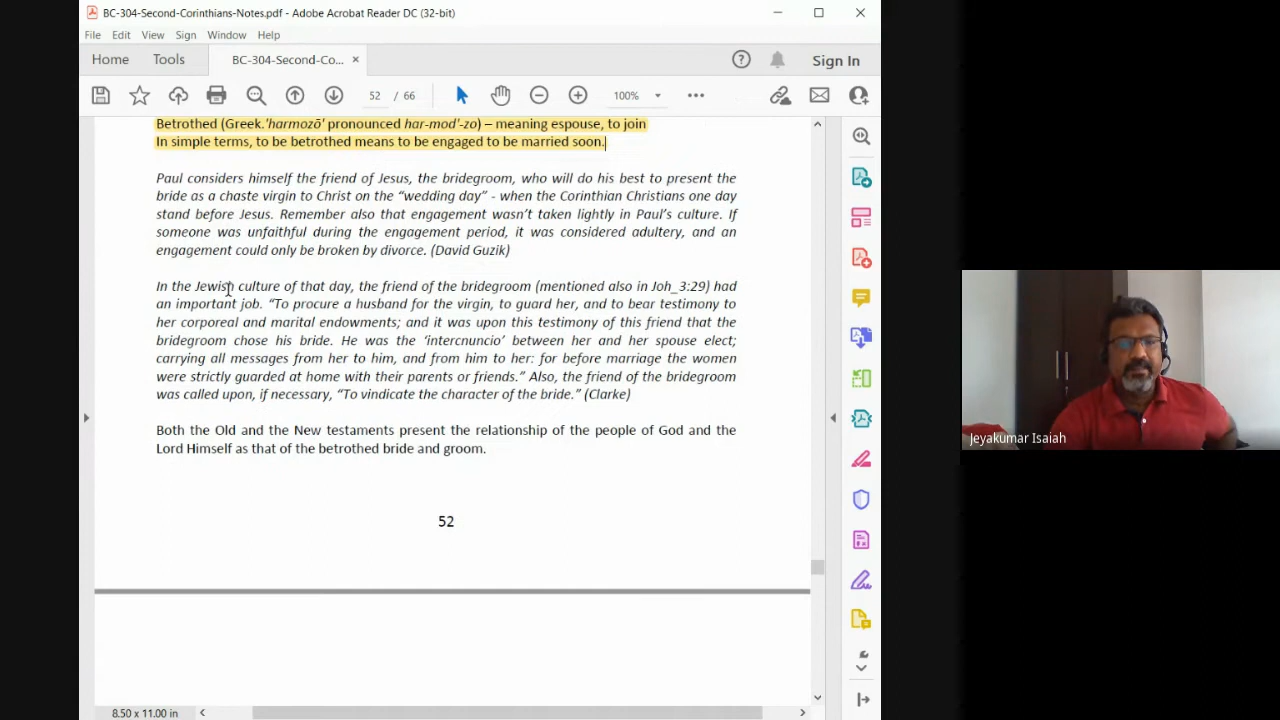 BC-304-Second-Corinthians-Notes.pdf - Adobe Acrobat Reader DC (32-bit)
File Edit View Sign Window Help
Home Tools BC-304-Second-Co... × Sign In
52 / 66 100%
Betrothed (Greek.'harmozō' pronounced har-mod'-zo) – meaning espouse, to join
In simple terms, to be betrothed means to be engaged to be married soon.
Paul considers himself the friend of Jesus, the bridegroom, who will do his best to present the
bride as a chaste virgin to Christ on the “wedding day” - when the Corinthian Christians one day
stand before Jesus. Remember also that engagement wasn’t taken lightly in Paul’s culture. If
someone was unfaithful during the engagement period, it was considered adultery, and an
engagement could only be broken by divorce. (David Guzik)
In the Jewish culture of that day, the friend of the bridegroom (mentioned also in Joh_3:29) had
an important job. “To procure a husband for the virgin, to guard her, and to bear testimony to
her corporeal and marital endowments; and it was upon this testimony of this friend that the
bridegroom chose his bride. He was the ‘intercnuncio’ between her and her spouse elect;
carrying all messages from her to him, and from him to her: for before marriage the women
were strictly guarded at home with their parents or friends.” Also, the friend of the bridegroom
was called upon, if necessary, “To vindicate the character of the bride.” (Clarke)
Both the Old and the New testaments present the relationship of the people of God and the
Lord Himself as that of the betrothed bride and groom.
52
8.50 x 11.00 in
Jeyakumar Isaiah